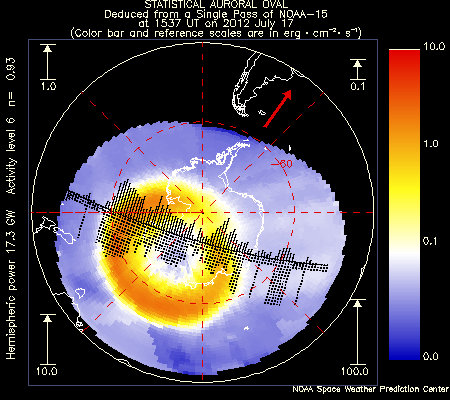 STATISTICAL AURORAL OVAL
Deduced from a Single Pass of NOAA-15
at 1537 UT on 2012 July 17
(Color bar and reference scales are in erg · cm⁻² · s⁻¹)
Hemispheric power 17.3 GW Activity level 6 n= 0.93
1.0
0.1
10.0
1.0
0.1
0.0
-60
10.0
100.0
NOAA Space Weather Prediction Center